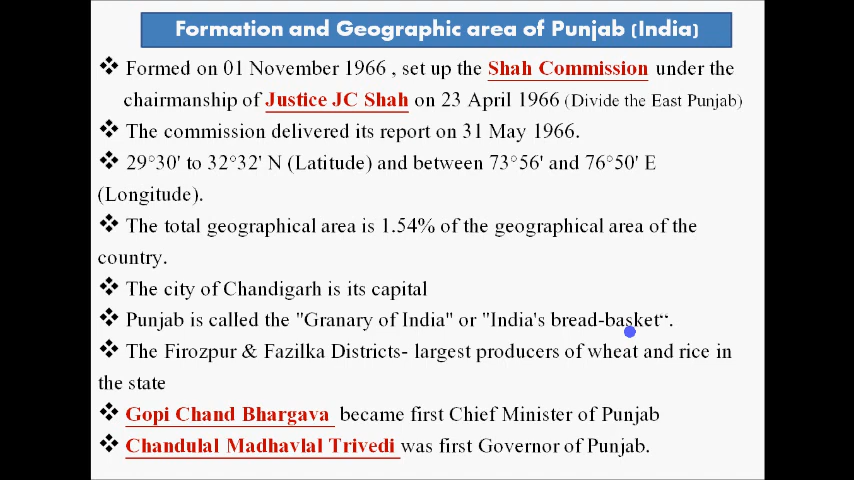 Formation and Geographic area of Punjab (India)
❖ Formed on 01 November 1966 , set up the Shah Commission under the
chairmanship of Justice JC Shah on 23 April 1966 (Divide the East Punjab)
❖ The commission delivered its report on 31 May 1966.
❖ 29°30' to 32°32' N (Latitude) and between 73°56' and 76°50' E
(Longitude).
❖ The total geographical area is 1.54% of the geographical area of the
country.
❖ The city of Chandigarh is its capital
❖ Punjab is called the "Granary of India" or "India's bread-basket“.
❖ The Firozpur & Fazilka Districts- largest producers of wheat and rice in
the state
❖ Gopi Chand Bhargava became first Chief Minister of Punjab
❖ Chandulal Madhavlal Trivedi was first Governor of Punjab.